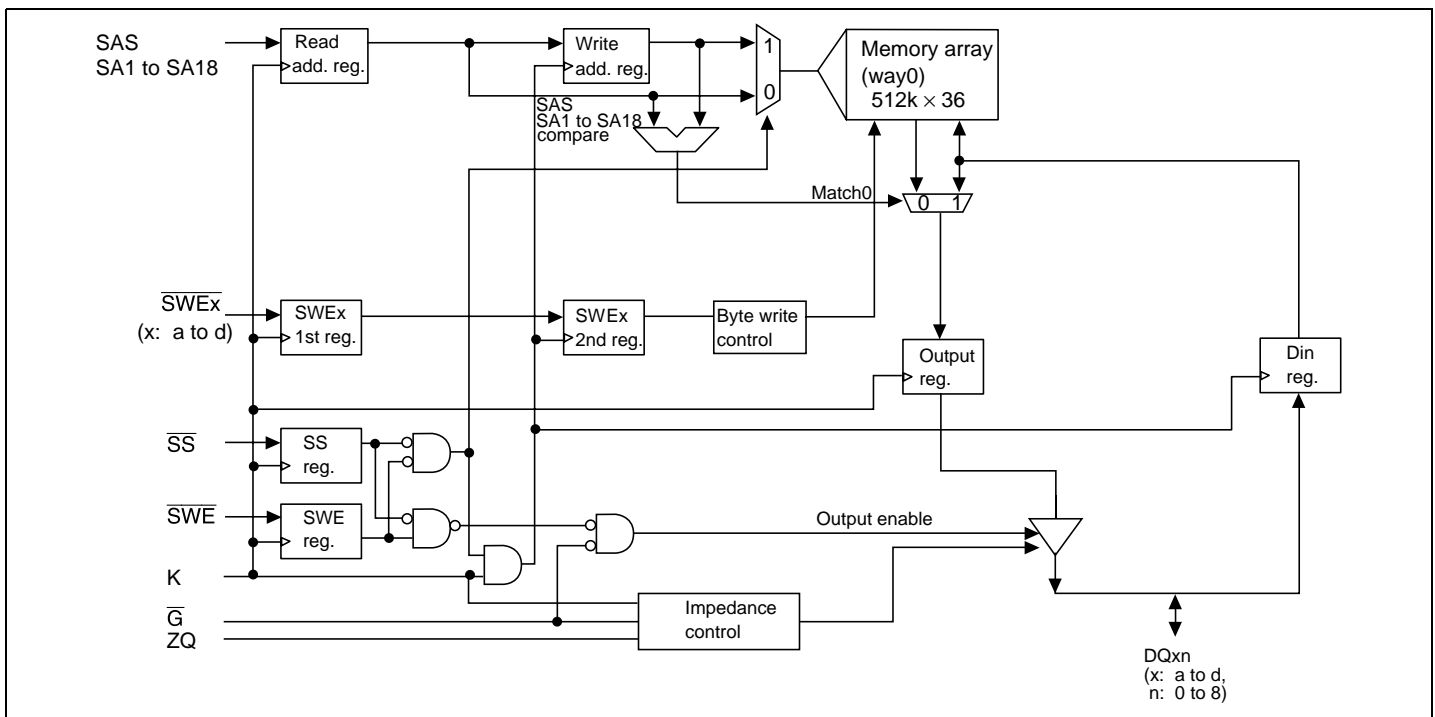 SAS
SA1 to SA18
Read
add. reg.
Write
add. reg.
1
0
Memory array
(way0)
512k × 36
SAS
SA1 to SA18
compare
Match0
0 1
SWEx
(x: a to d)
SWEx
1st reg.
SWEx
2nd reg.
Byte write
control
Output
reg.
Din
reg.
SS
SS
reg.
SWE
SWE
reg.
Output enable
K
G
ZQ
Impedance
control
DQxn
(x: a to d,
n: 0 to 8)